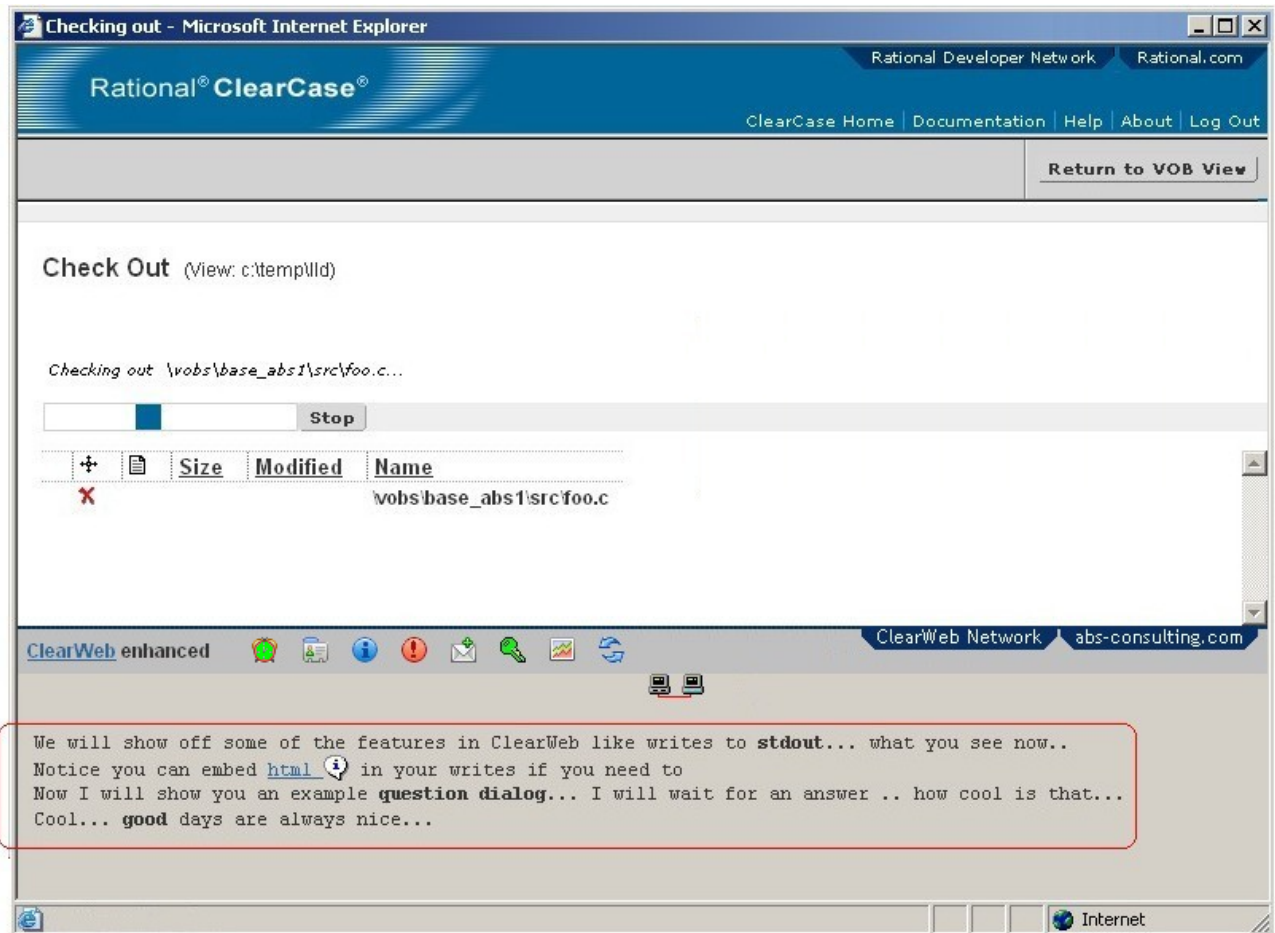 Checking out - Microsoft Internet Explorer
Rational Developer Network Rational.com
Rational® ClearCase®
ClearCase Home | Documentation | Help | About | Log Out
Return to VOB View
Check Out (View: c:\temp\lld)
Checking out \vobs\base_abs1\src\foo.c...
Stop
Size Modified Name
\vobs\base_abs1\src\foo.c
ClearWeb enhanced ClearWeb Network abs-consulting.com
We will show off some of the features in ClearWeb like writes to stdout... what you see now..
Notice you can embed html in your writes if you need to
Now I will show you an example question dialog... I will wait for an answer .. how cool is that...
Cool... good days are always nice...
Internet